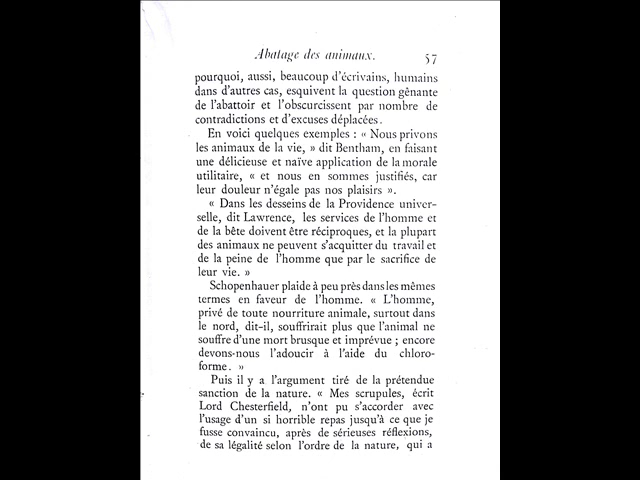 Abatage des animaux. 57
pourquoi, aussi, beaucoup d'écrivains, humains
dans d'autres cas, esquivent la question gênante
de l'abattoir et l'obscurcissent par nombre de
contradictions et d'excuses déplacées.
En voici quelques exemples : « Nous privons
les animaux de la vie, » dit Bentham, en faisant
une délicieuse et naïve application de la morale
utilitaire, « et nous en sommes justifiés, car
leur douleur n'égale pas nos plaisirs ».
« Dans les desseins de la Providence univer-
selle, dit Lawrence, les services de l'homme et
de la bête doivent être réciproques, et la plupart
des animaux ne peuvent s'acquitter du travail et
de la peine de l'homme que par le sacrifice de
leur vie. »
Schopenhauer plaide à peu près dans les mêmes
termes en faveur de l'homme. « L'homme,
privé de toute nourriture animale, surtout dans
le nord, dit-il, souffrirait plus que l'animal ne
souffre d'une mort brusque et imprévue ; encore
devons-nous l'adoucir à l'aide du chloro-
forme. »
Puis il y a l'argument tiré de la prétendue
sanction de la nature. « Mes scrupules, écrit
Lord Chesterfield, n'ont pu s'accorder avec
l'usage d'un si horrible repas jusqu'à ce que je
fusse convaincu, après de sérieuses réflexions,
de sa légalité selon l'ordre de la nature, qui a